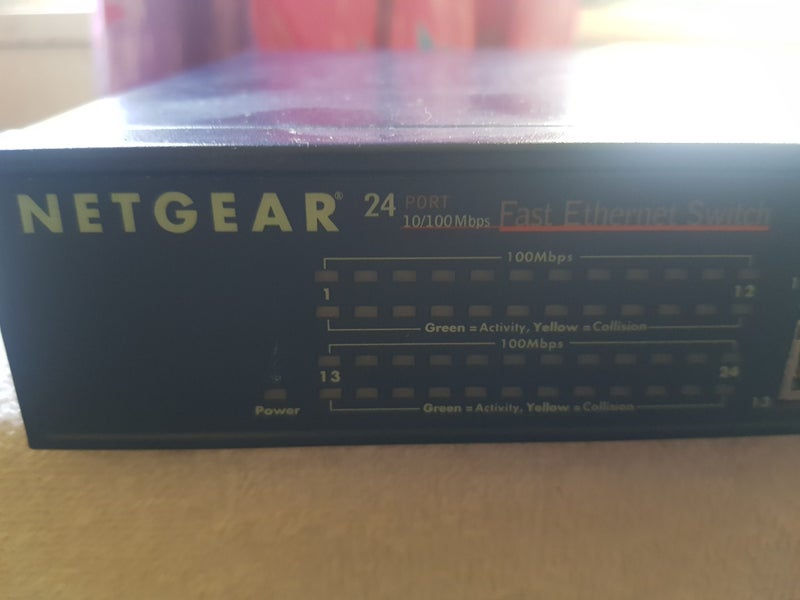 NETGEAR® 24 PORT
10/100Mbps Fast Ethernet Switch
100Mbps
1 12
Green = Activity, Yellow = Collision
100Mbps
13 24
Power
Green = Activity, Yellow = Collision
13